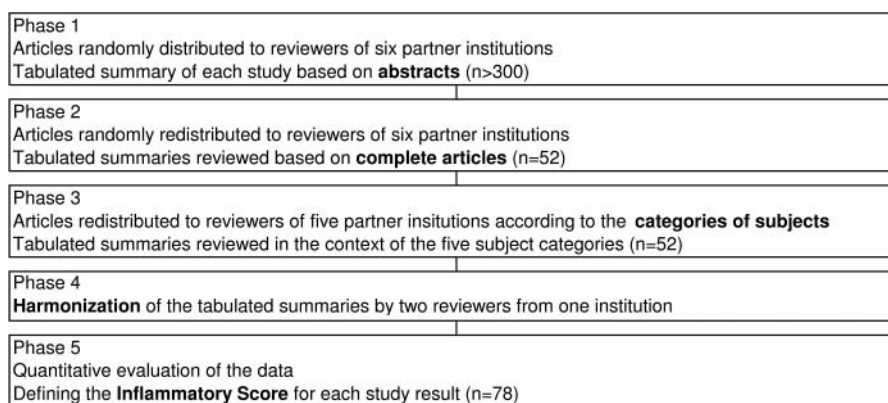 Phase 1
Articles randomly distributed to reviewers of six partner institutions
Tabulated summary of each study based on abstracts (n>300)
Phase 2
Articles randomly redistributed to reviewers of six partner institutions
Tabulated summaries reviewed based on complete articles (n=52)
Phase 3
Articles redistributed to reviewers of five partner insitutions according to the categories of subjects
Tabulated summaries reviewed in the context of the five subject categories (n=52)
Phase 4
Harmonization of the tabulated summaries by two reviewers from one institution
Phase 5
Quantitative evaluation of the data
Defining the Inflammatory Score for each study result (n=78)